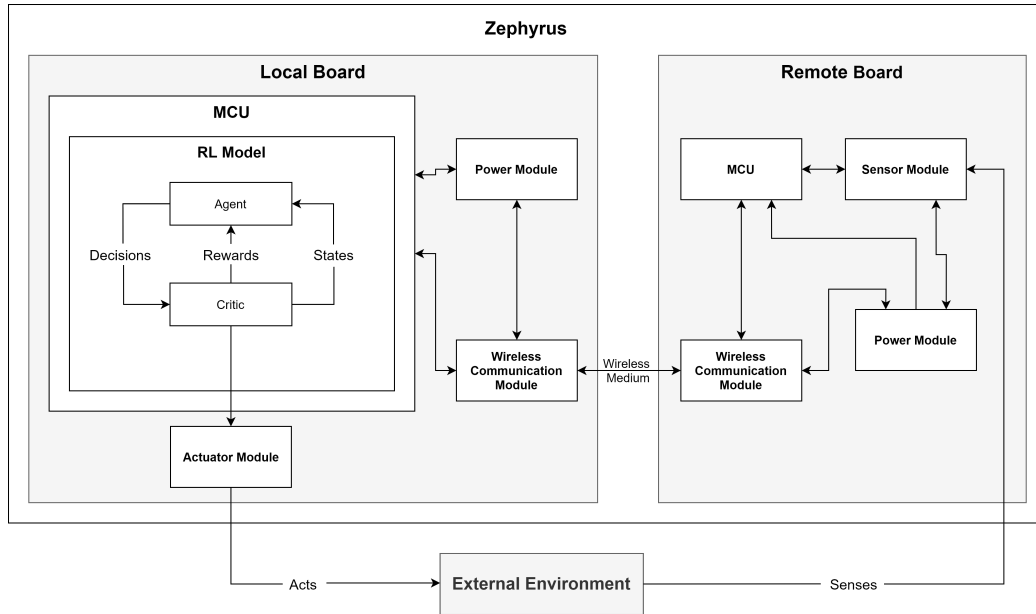 Zephyrus
Local Board
MCU
RL Model
Agent
Decisions
Rewards
States
Critic
Power Module
Wireless
Communication
Module
Actuator Module
Wireless
Medium
Remote Board
MCU
Sensor Module
Power Module
Wireless
Communication
Module
Acts
External Environment
Senses